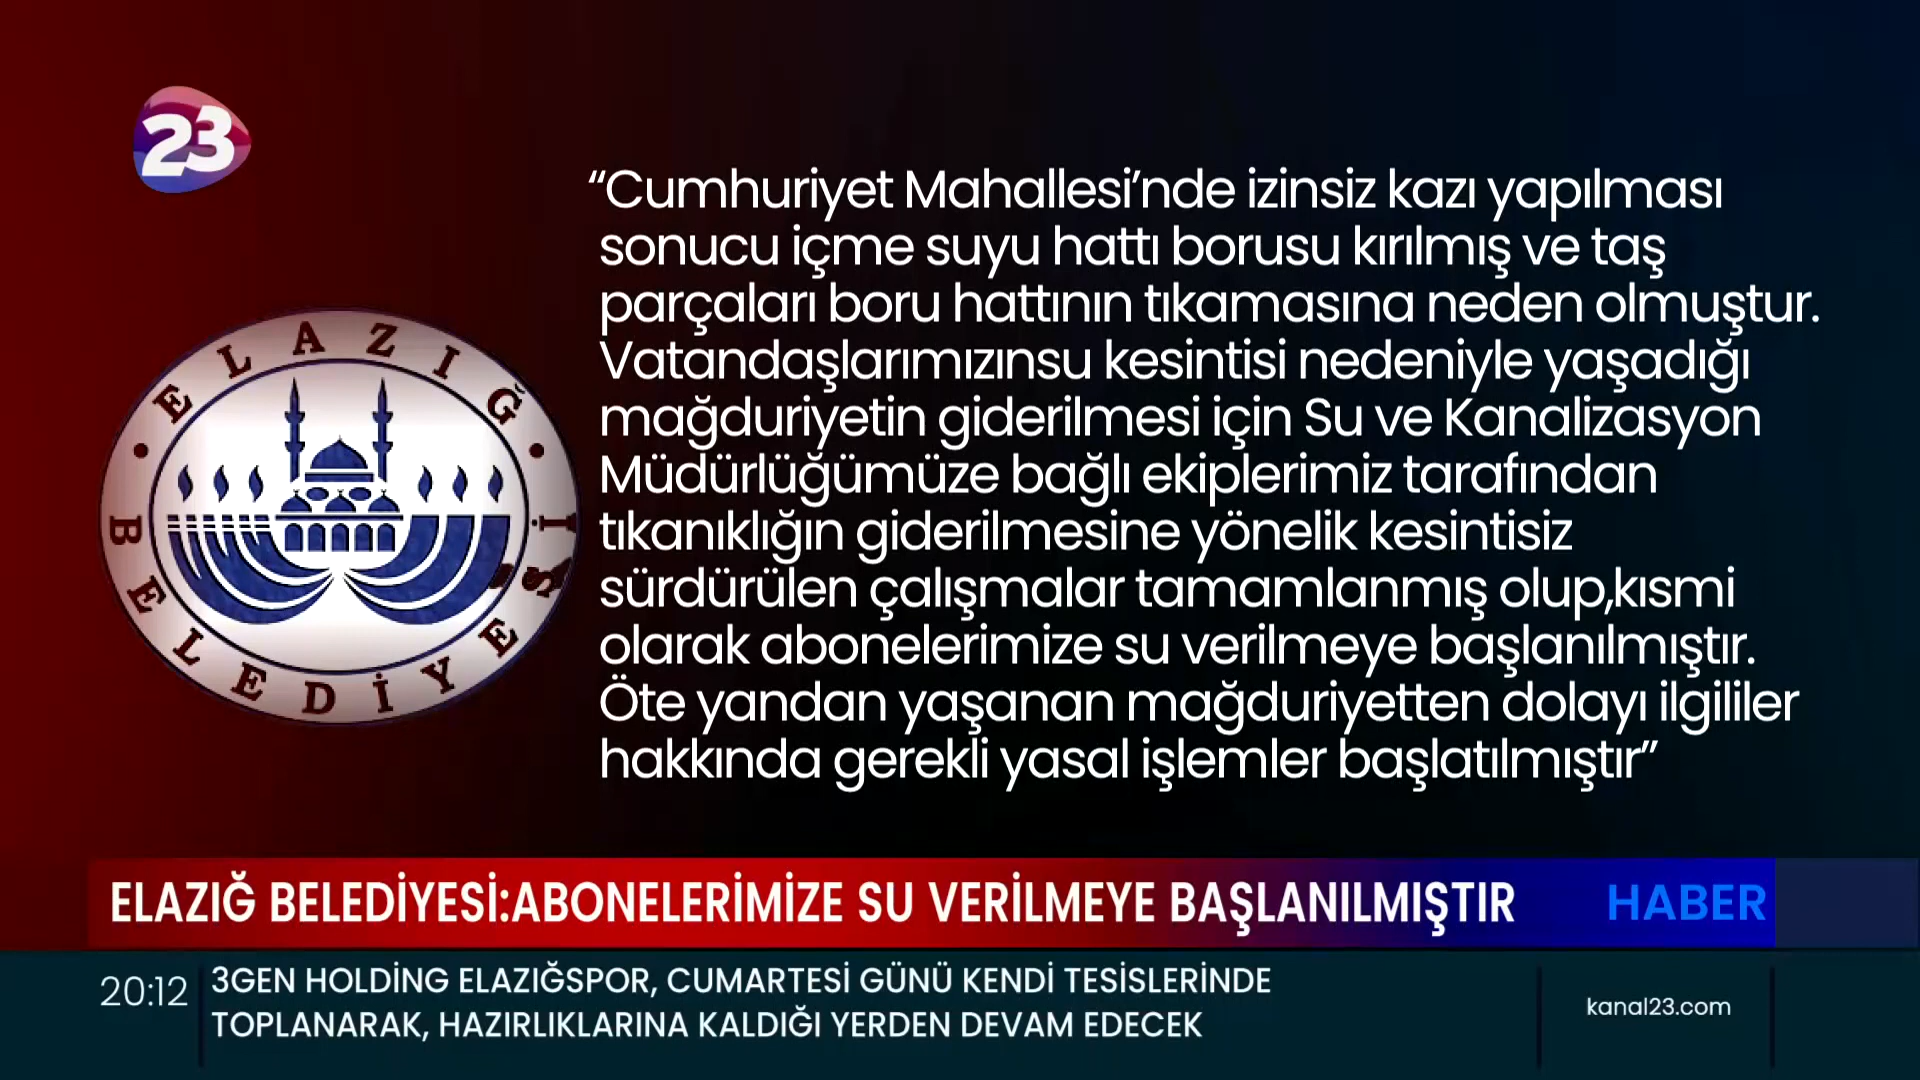 23
“Cumhuriyet Mahallesi’nde izinsiz kazı yapılması
sonucu içme suyu hattı borusu kırılmış ve taş
parçaları boru hattının tıkamasına neden olmuştur.
Vatandaşlarımızınsu kesintisi nedeniyle yaşadığı
mağduriyetin giderilmesi için Su ve Kanalizasyon
Müdürlüğümüze bağlı ekiplerimiz tarafından
tıkanıklığın giderilmesine yönelik kesintisiz
sürdürülen çalışmalar tamamlanmış olup,kısmi
olarak abonelerimize su verilmeye başlanılmıştır.
Öte yandan yaşanan mağduriyetten dolayı ilgililer
hakkında gerekli yasal işlemler başlatılmıştır”
ELAZIĞ
BELEDİYESİ
ELAZIĞ BELEDİYESİ:ABONELERİMİZE SU VERİLMEYE BAŞLANILMIŞTIR
HABER
20:12
3GEN HOLDİNG ELAZIĞSPOR, CUMARTESİ GÜNÜ KENDİ TESİSLERİNDE
TOPLANARAK, HAZIRLIKLARINA KALDIĞI YERDEN DEVAM EDECEK
kanal23.com